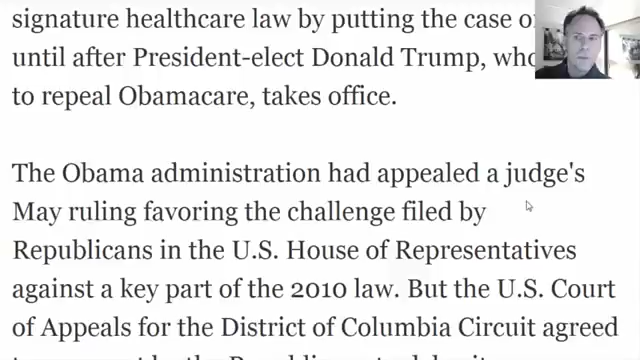 signature healthcare law by putting the case
until after President-elect Donald Trump,
to repeal Obamacare, takes office.
The Obama administration had appealed a judge's
May ruling favoring the challenge filed by
Republicans in the U.S. House of Representatives
against a key part of the 2010 law. But the U.S. Court
of Appeals for the District of Columbia Circuit agreed